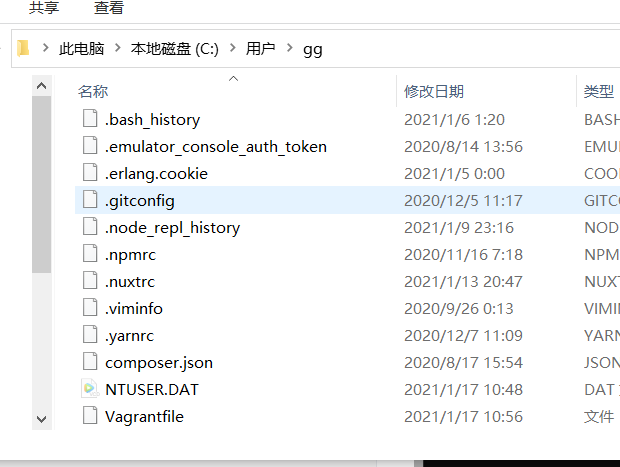 共享 查看
此电脑 本地磁盘 (C:) 用户 gg
名称 修改日期 类型
.bash_history 2021/1/6 1:20 BASH
.emulator_console_auth_token 2020/8/14 13:56 EMU
.erlang.cookie 2021/1/5 0:00 COO
.gitconfig 2020/12/5 11:17 GITC
.node_repl_history 2021/1/9 23:16 NOD
.npmrc 2020/11/16 7:18 NPM
.nuxtrc 2021/1/13 20:47 NUX
.viminfo 2020/9/26 0:13 VIMI
.yarnrc 2020/12/7 11:09 YAR
composer.json 2020/8/17 15:54 JSON
NTUSER.DAT 2021/1/17 10:48 DAT
Vagrantfile 2021/1/17 10:56 文件